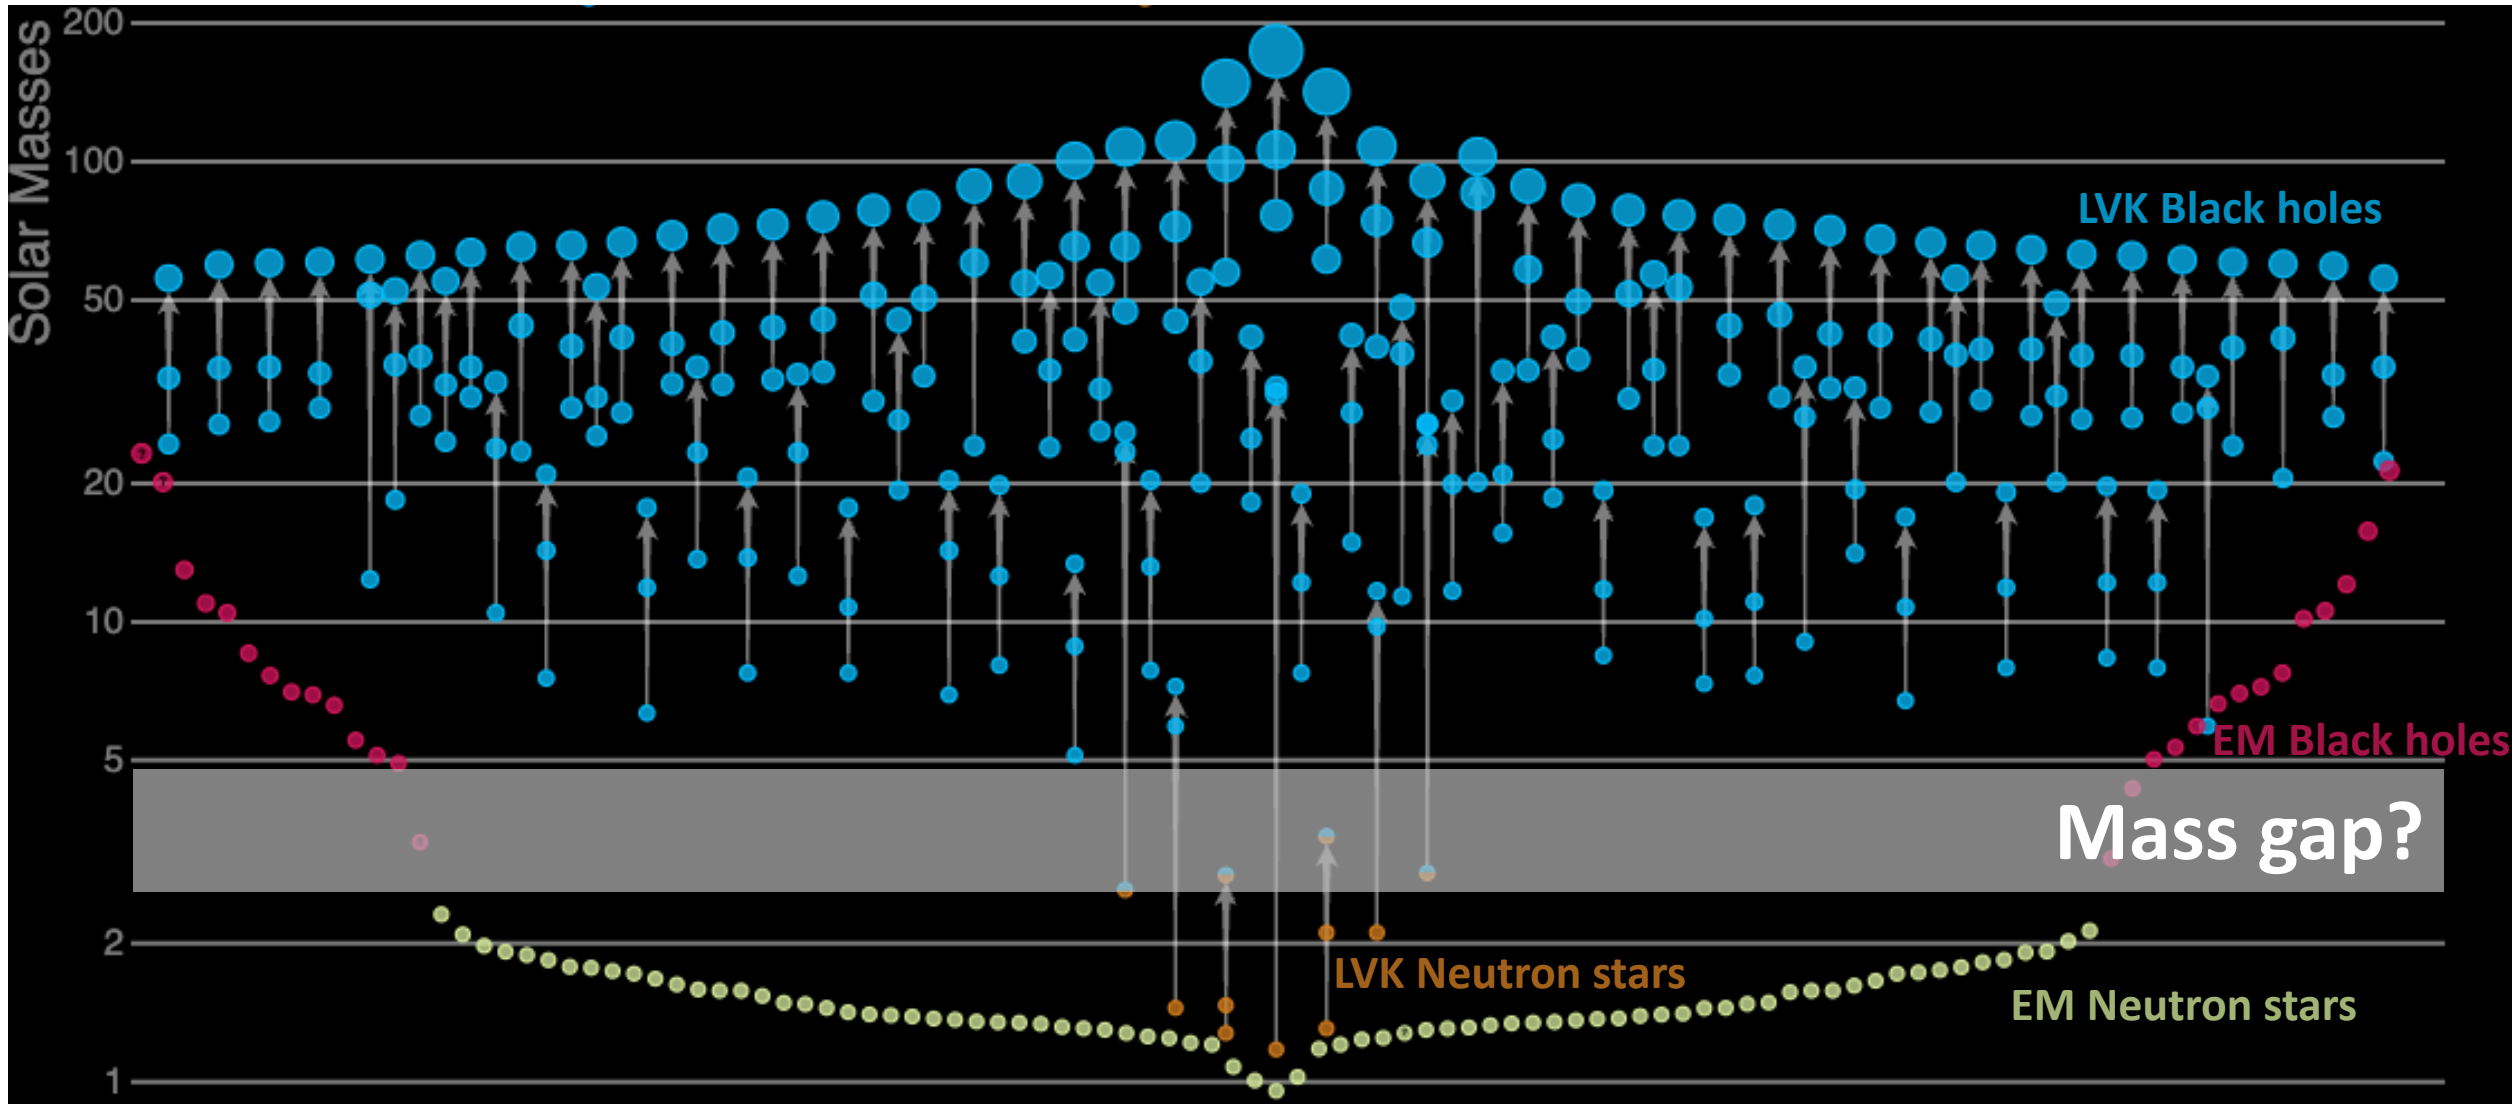 Solar Masses
200
100
50
20
10
5
2
1
LVK Black holes
EM Black holes
Mass gap?
LVK Neutron stars
EM Neutron stars